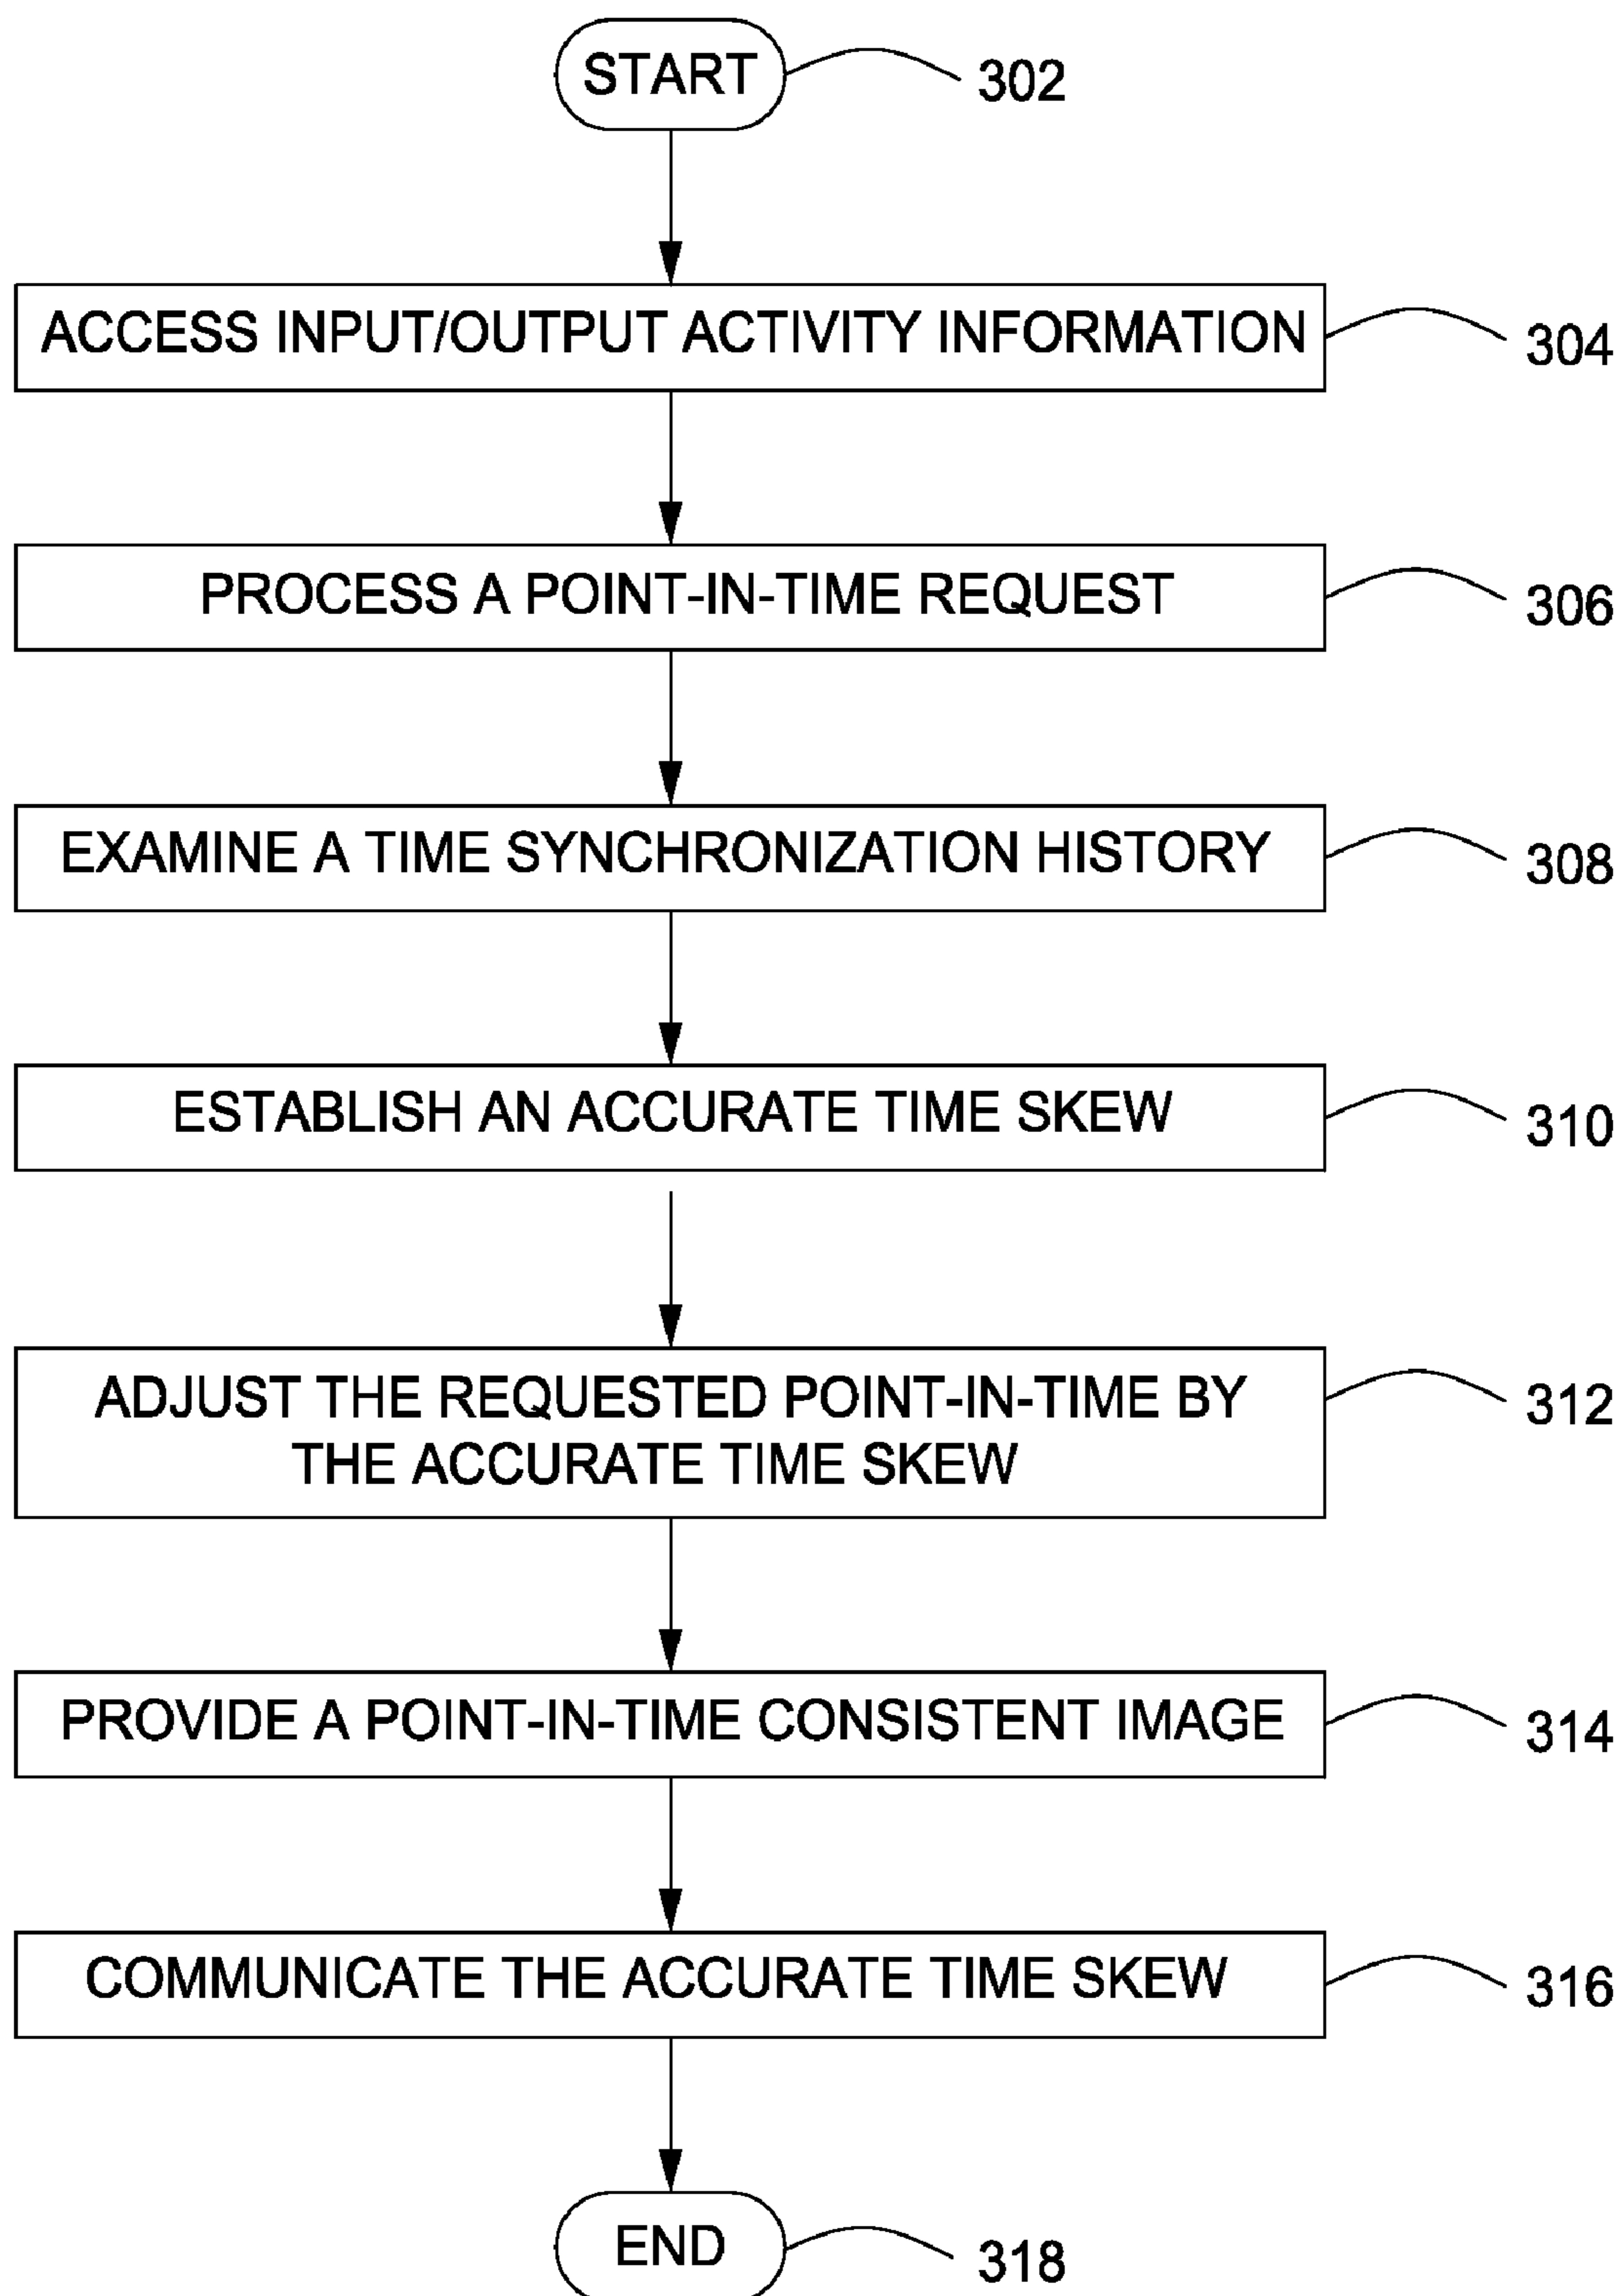 START
302
ACCESS INPUT/OUTPUT ACTIVITY INFORMATION
304
PROCESS A POINT-IN-TIME REQUEST
306
EXAMINE A TIME SYNCHRONIZATION HISTORY
308
ESTABLISH AN ACCURATE TIME SKEW
310
ADJUST THE REQUESTED POINT-IN-TIME BY
THE ACCURATE TIME SKEW
312
PROVIDE A POINT-IN-TIME CONSISTENT IMAGE
314
COMMUNICATE THE ACCURATE TIME SKEW
316
END
318